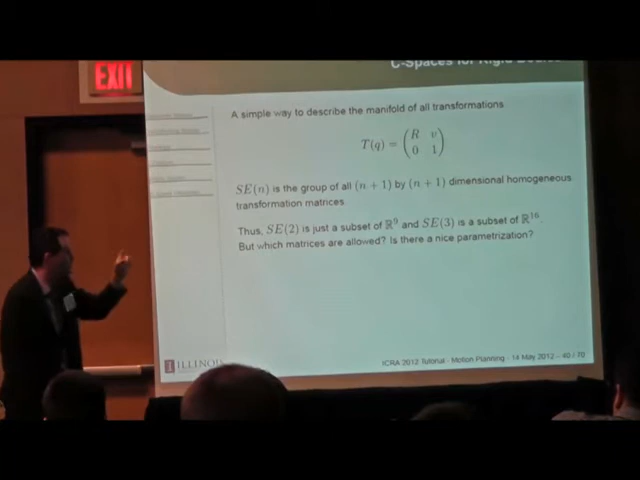 EXIT
C-Spaces for Rigid
A simple way to describe the manifold of all transformations
T(q) = ( R v
0 1 )
SE(n) is the group of all (n + 1) by (n + 1) dimensional homogeneous
transformation matrices.
Thus, SE(2) is just a subset of ℝ⁹ and SE(3) is a subset of ℝ¹⁶.
But which matrices are allowed? Is there a nice parametrization?
ILLINOIS
ICRA 2012 Tutorial - Motion Planning - 14 May 2012 – 40 / 70